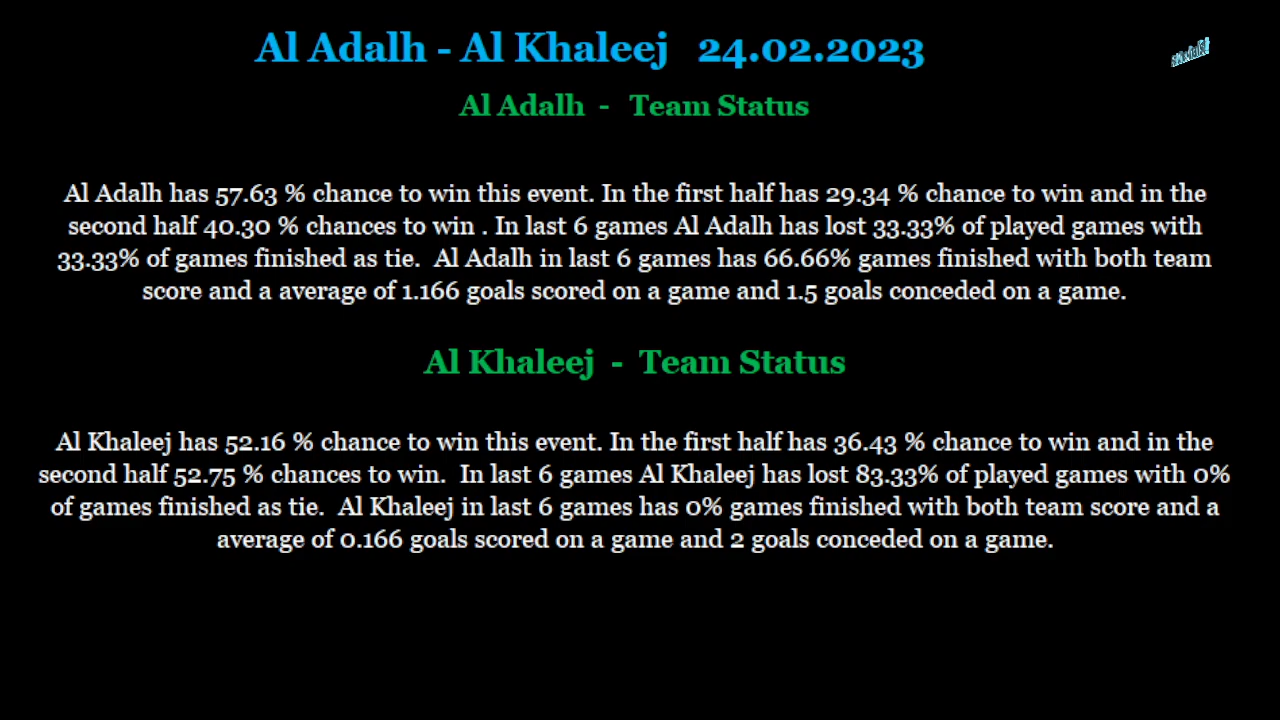 Al Adalh - Al Khaleej 24.02.2023
Al Adalh - Team Status
Al Adalh has 57.63 % chance to win this event. In the first half has 29.34 % chance to win and in the
second half 40.30 % chances to win . In last 6 games Al Adalh has lost 33.33% of played games with
33.33% of games finished as tie. Al Adalh in last 6 games has 66.66% games finished with both team
score and a average of 1.166 goals scored on a game and 1.5 goals conceded on a game.
Al Khaleej - Team Status
Al Khaleej has 52.16 % chance to win this event. In the first half has 36.43 % chance to win and in the
second half 52.75 % chances to win. In last 6 games Al Khaleej has lost 83.33% of played games with 0%
of games finished as tie. Al Khaleej in last 6 games has 0% games finished with both team score and a
average of 0.166 goals scored on a game and 2 goals conceded on a game.